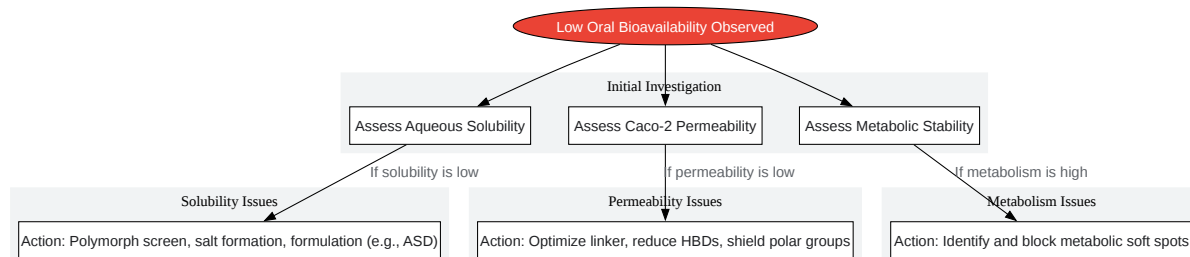 Low Oral Bioavailability Observed
Initial Investigation
Assess Aqueous Solubility
Assess Caco-2 Permeability
Assess Metabolic Stability
If solubility is low
If permeability is low
If metabolism is high
Solubility Issues
Permeability Issues
Metabolism Issues
Action: Polymorph screen, salt formation, formulation (e.g., ASD)
Action: Optimize linker, reduce HBDs, shield polar groups
Action: Identify and block metabolic soft spots